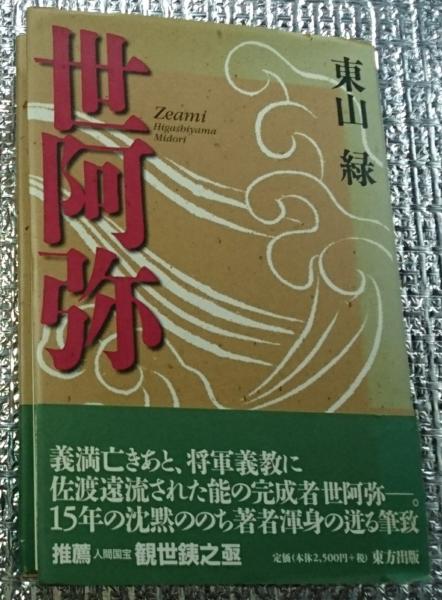 世阿弥
Zeami
Higashiyama
Midori
東山 緑
義満亡きあと、将軍義教に
佐渡遠流された能の完成者世阿弥──。
15年の沈黙ののち著者渾身の迸る筆致
推薦 人間国宝 観世銕之亟 定価(本体2,500円+税) 東方出版